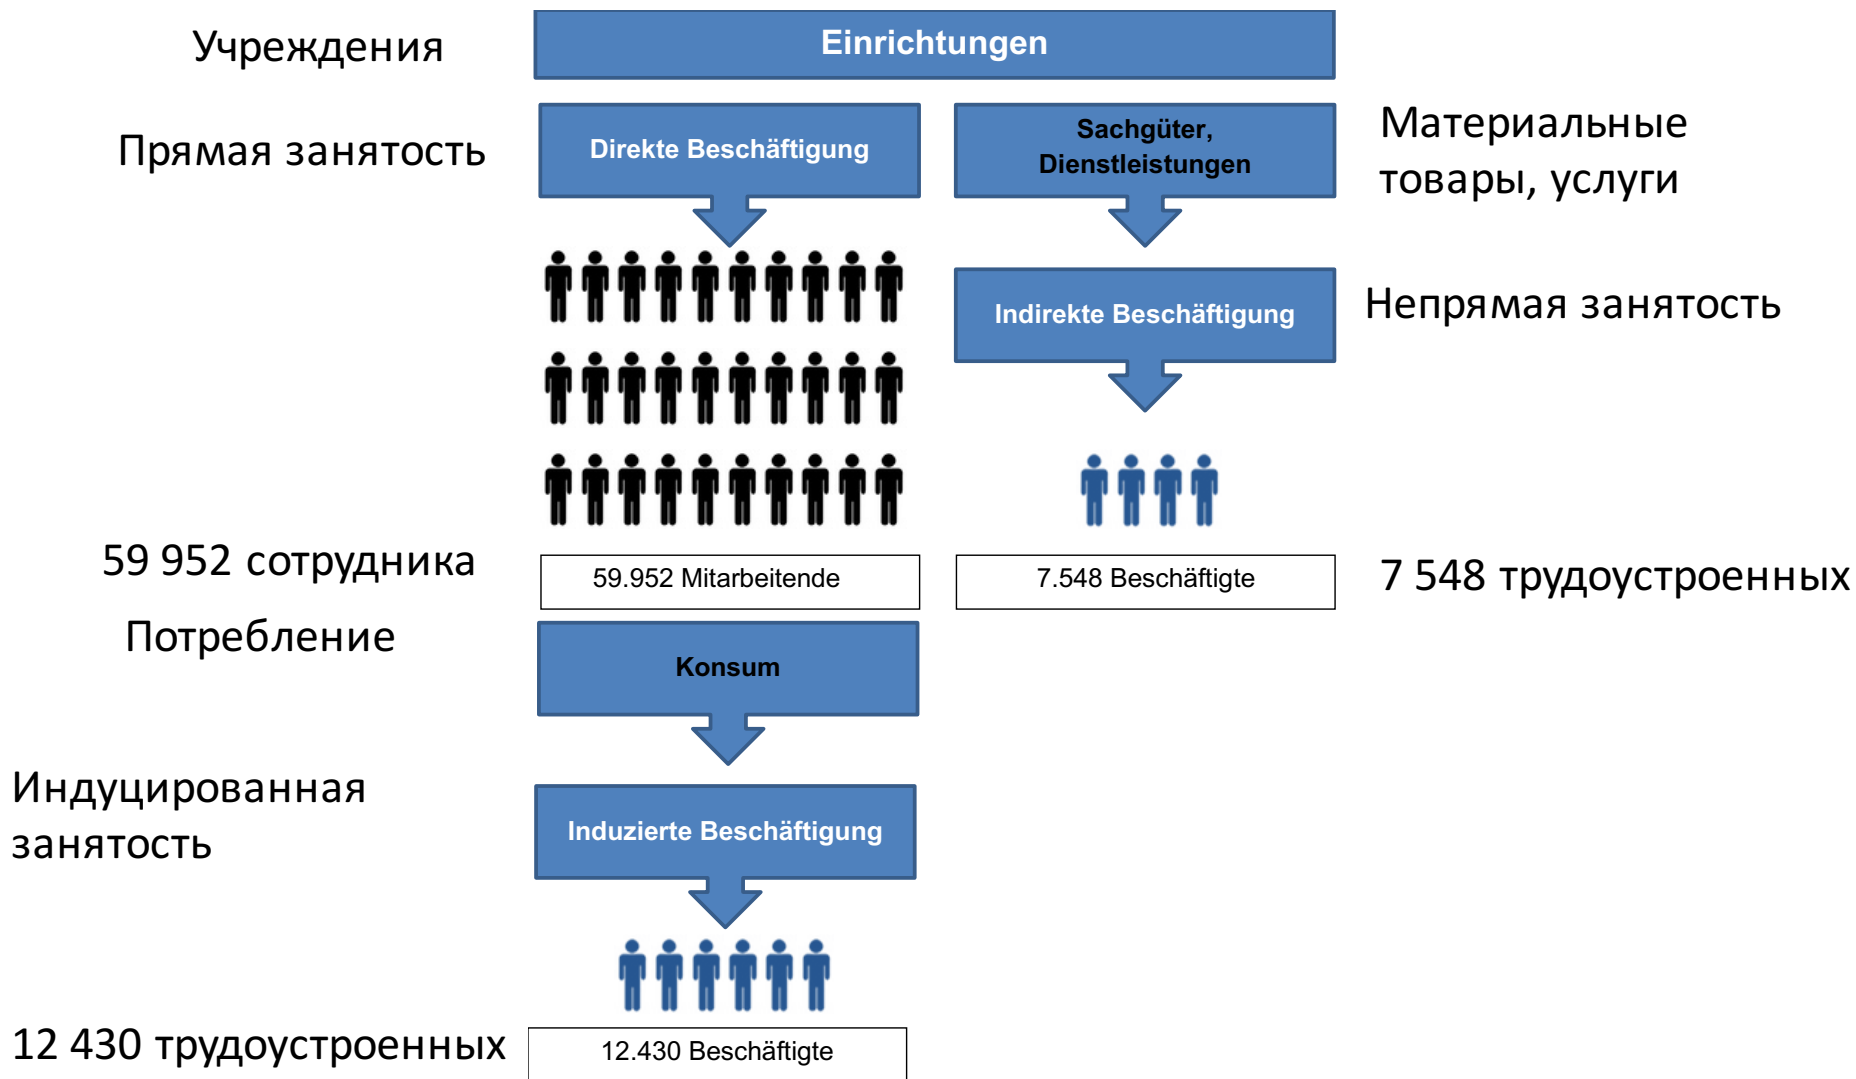 Учреждения
Einrichtungen
Прямая занятость
Direkte Beschäftigung
Sachgüter,
Dienstleistungen
Материальные
товары, услуги
Indirekte Beschäftigung
Непрямая занятость
59 952 сотрудника
59.952 Mitarbeitende
7.548 Beschäftigte
7 548 трудоустроенных
Потребление
Konsum
Индуцированная
занятость
Induzierte Beschäftigung
12 430 трудоустроенных
12.430 Beschäftigte